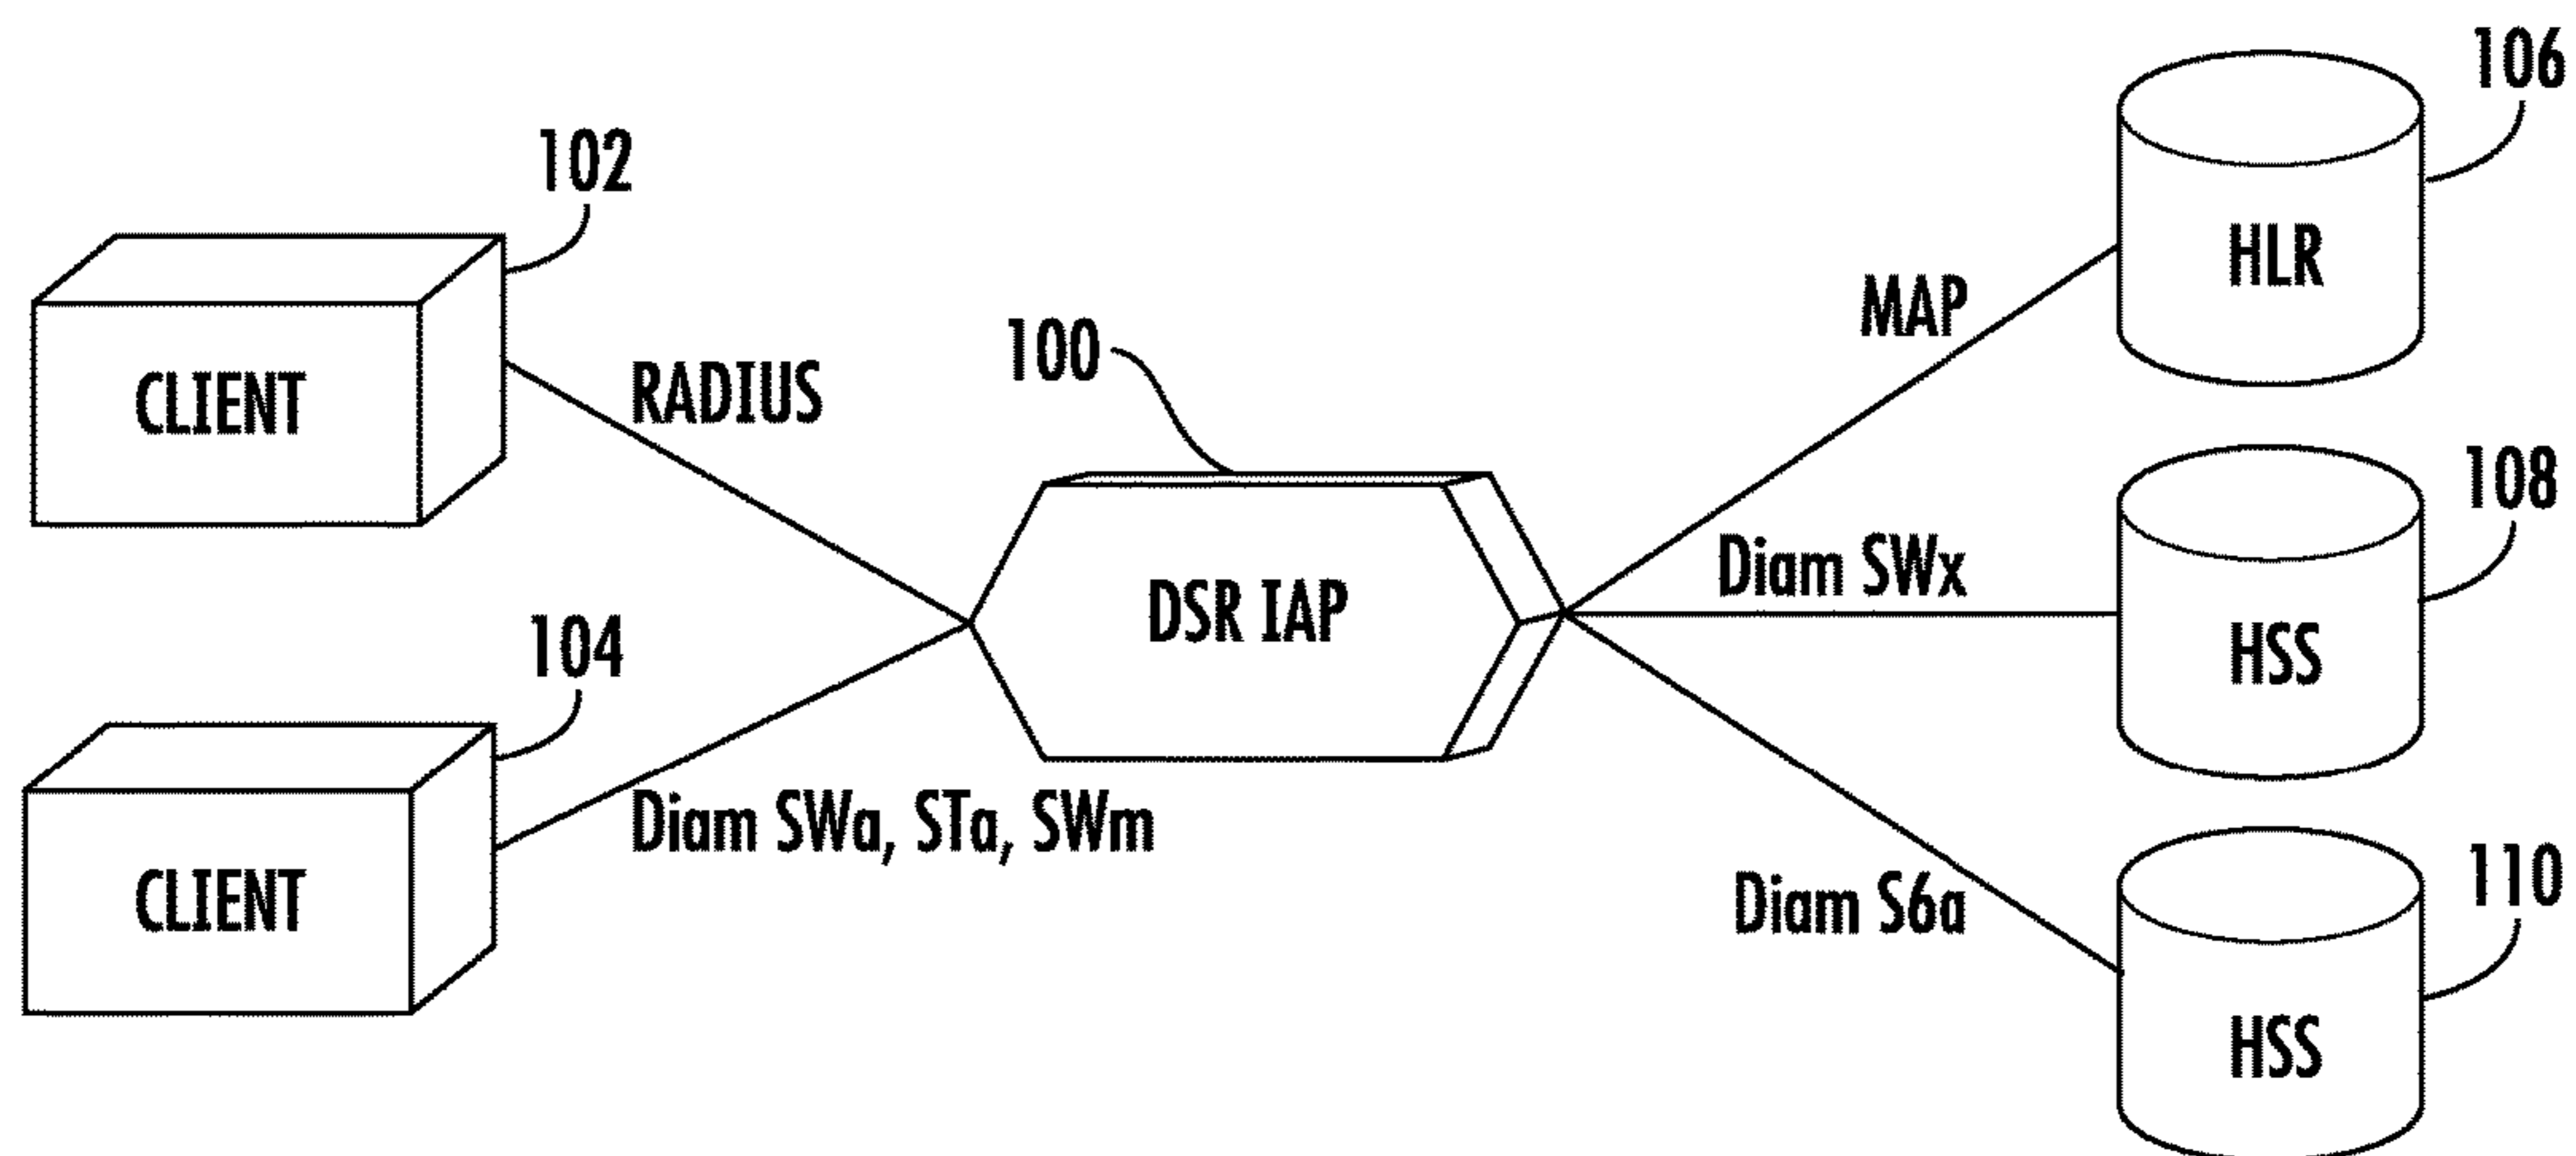 106
102
HLR
MAP
100
RADIUS
CLIENT
108
Diam SWx
DSR IAP
HSS
104
Diam SWa, STa, SWm
110
Diam S6a
CLIENT
HSS